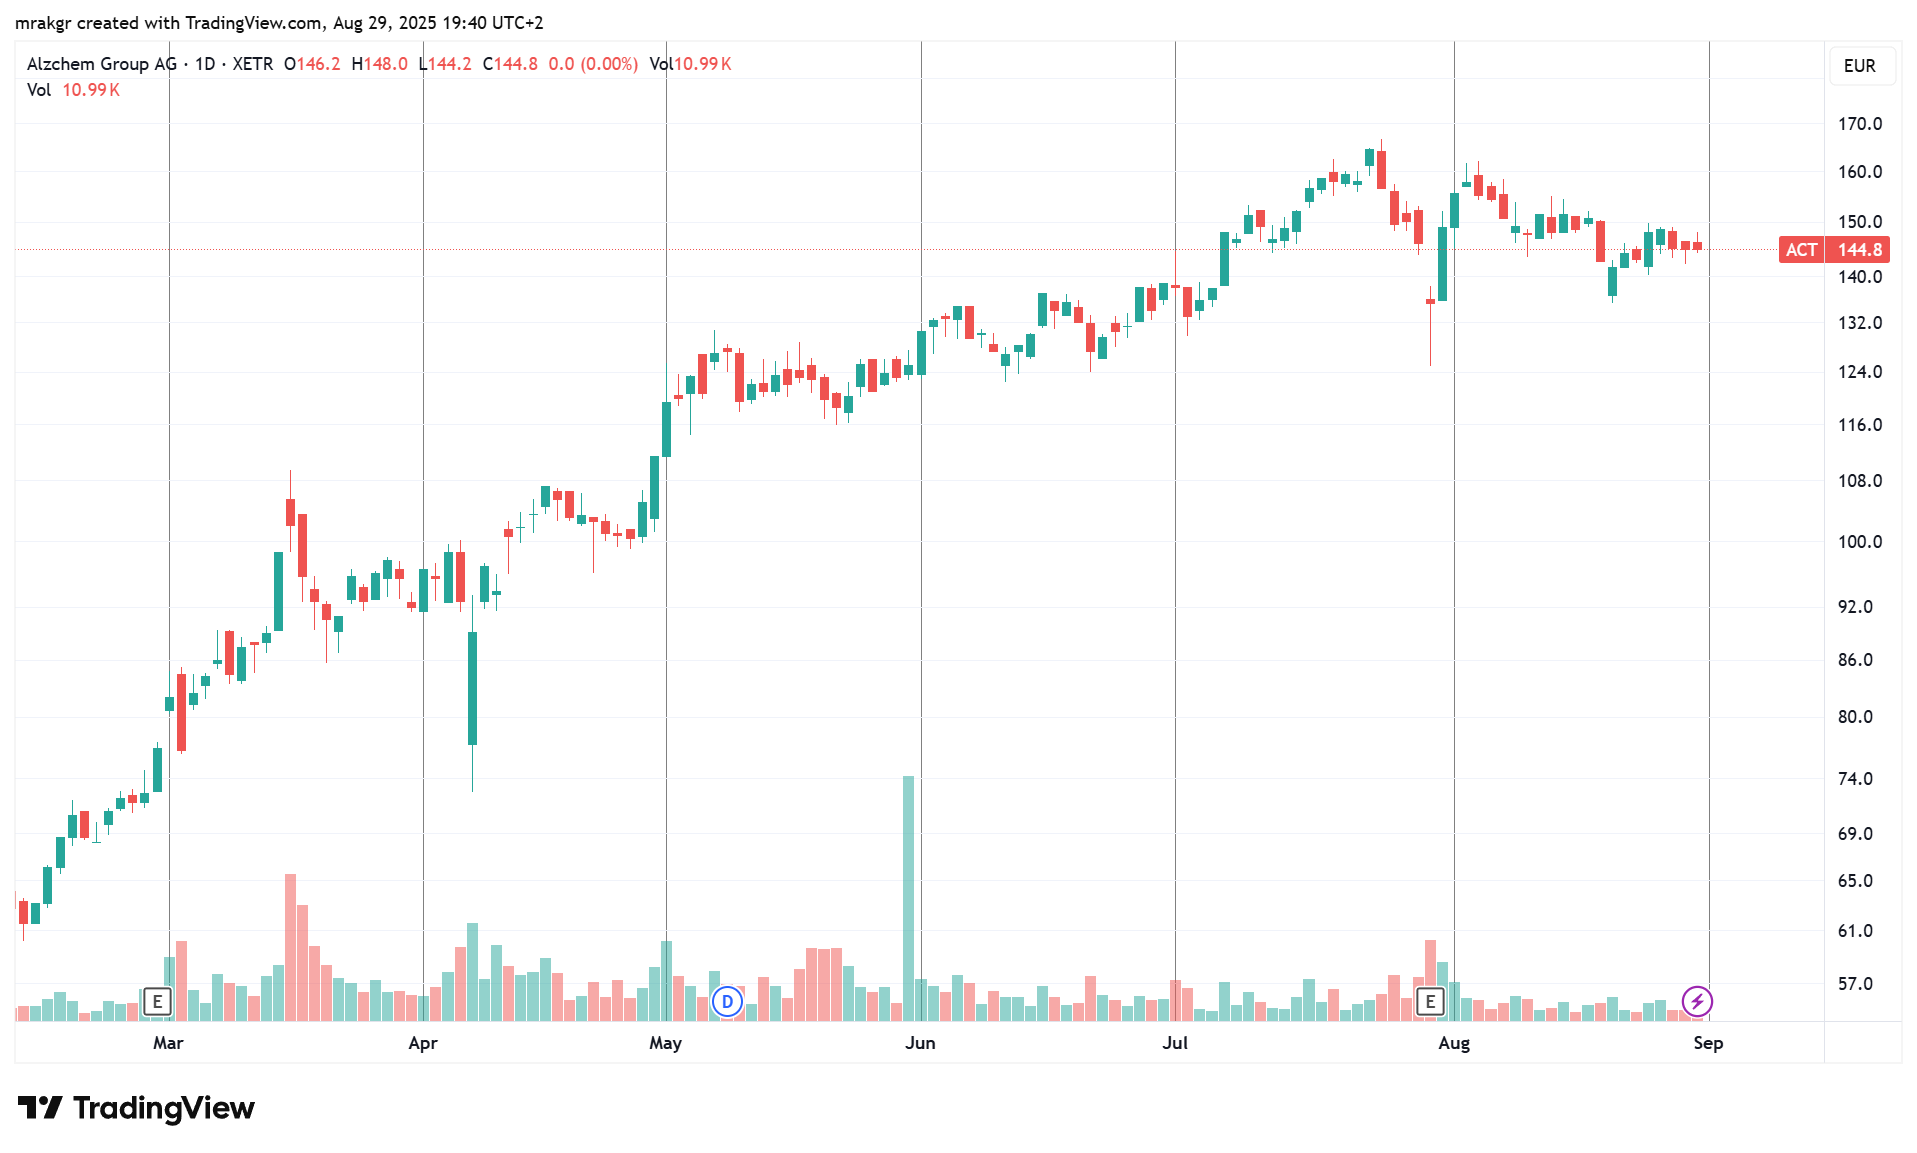 mrakgr created with TradingView.com, Aug 29, 2025 19:40 UTC+2
Alzchem Group AG · 1D · XETR O146.2 H148.0 L144.2 C144.8 0.0 (0.00%) Vol10.99K
Vol 10.99K
EUR
170.0
160.0
150.0
ACT 144.8
140.0
132.0
124.0
116.0
108.0
100.0
92.0
86.0
80.0
74.0
69.0
65.0
61.0
57.0
E D E
Mar Apr May Jun Jul Aug Sep
TradingView